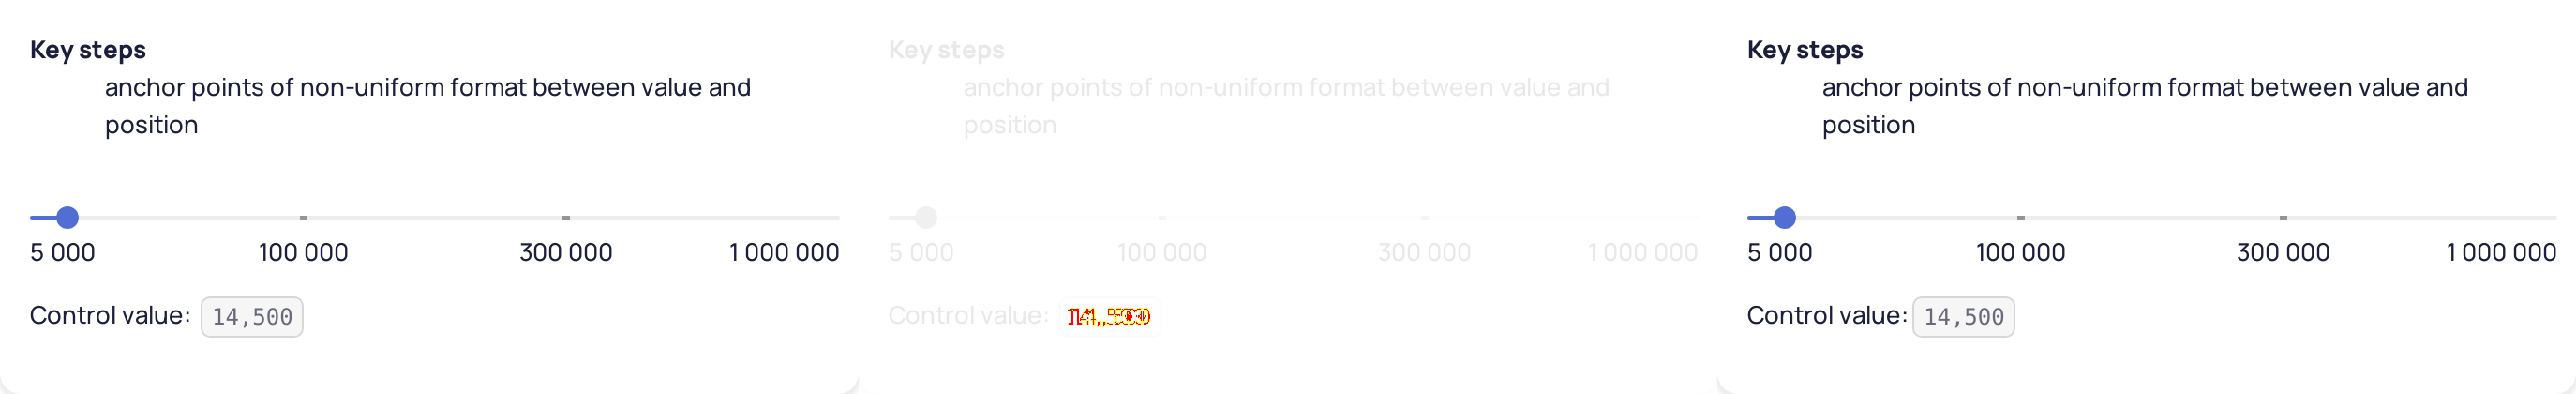 Key steps
anchor points of non-uniform format between value and
position
5 000 100 000 300 000 1 000 000
Control value: 14,500
Key steps
anchor points of non-uniform format between value and
position
5 000 100 000 300 000 1 000 000
Control value:
Key steps
anchor points of non-uniform format between value and
position
5 000 100 000 300 000 1 000 000
Control value: 14,500